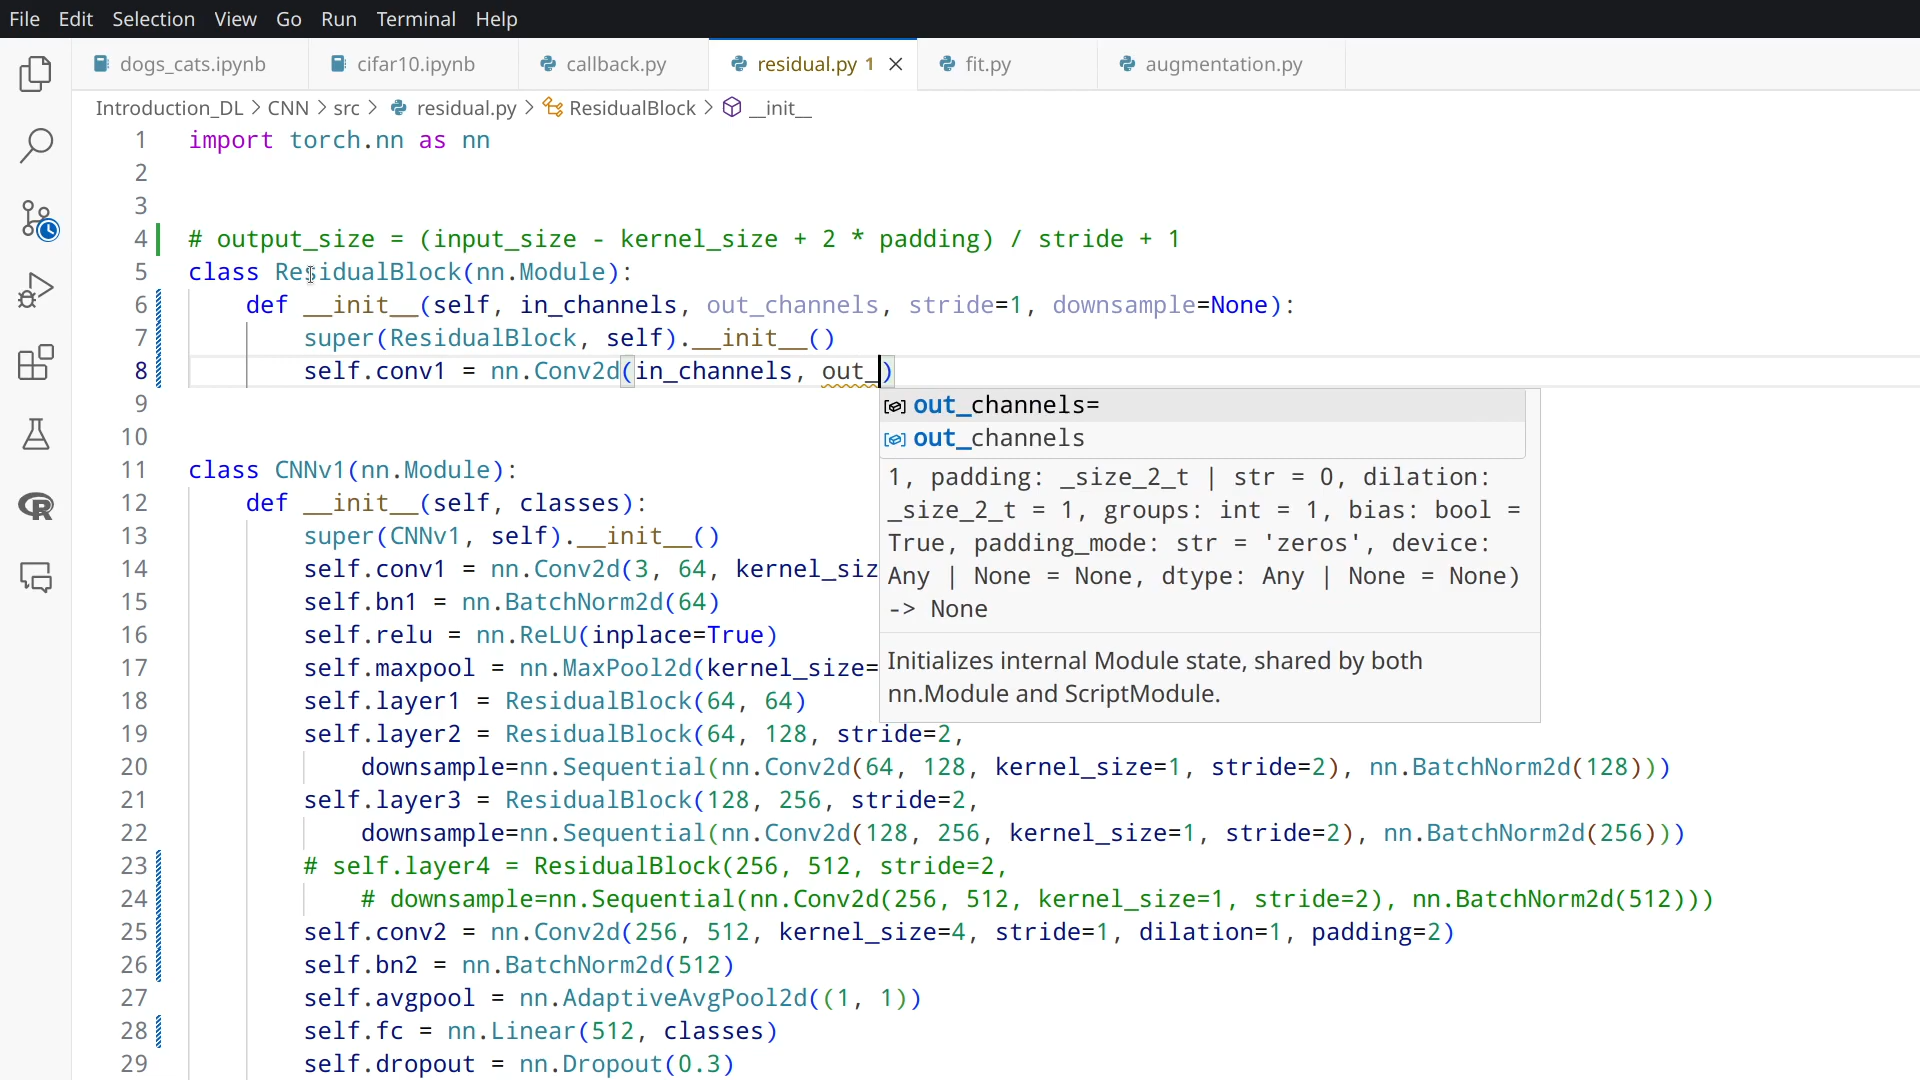 File Edit Selection View Go Run Terminal Help
dogs_cats.ipynb cifar10.ipynb callback.py residual.py 1 fit.py augmentation.py
Introduction_DL > CNN > src > residual.py > ResidualBlock > __init__
1 import torch.nn as nn
2
3
4 # output_size = (input_size - kernel_size + 2 * padding) / stride + 1
5 class ResidualBlock(nn.Module):
6 def __init__(self, in_channels, out_channels, stride=1, downsample=None):
7 super(ResidualBlock, self).__init__()
8 self.conv1 = nn.Conv2d(in_channels, out_)
9
out_channels=
10
out_channels
11 class CNNv1(nn.Module):
1, padding: _size_2_t | str = 0, dilation:
12 def __init__(self, classes):
_size_2_t = 1, groups: int = 1, bias: bool =
13 super(CNNv1, self).__init__()
True, padding_mode: str = 'zeros', device:
14 self.conv1 = nn.Conv2d(3, 64, kernel_siz
Any | None = None, dtype: Any | None = None)
15 self.bn1 = nn.BatchNorm2d(64)
-> None
16 self.relu = nn.ReLU(inplace=True)
Initializes internal Module state, shared by both
17 self.maxpool = nn.MaxPool2d(kernel_size=
nn.Module and ScriptModule.
18 self.layer1 = ResidualBlock(64, 64)
19 self.layer2 = ResidualBlock(64, 128, stride=2,
20 downsample=nn.Sequential(nn.Conv2d(64, 128, kernel_size=1, stride=2), nn.BatchNorm2d(128)))
21 self.layer3 = ResidualBlock(128, 256, stride=2,
22 downsample=nn.Sequential(nn.Conv2d(128, 256, kernel_size=1, stride=2), nn.BatchNorm2d(256)))
23 # self.layer4 = ResidualBlock(256, 512, stride=2,
24 # downsample=nn.Sequential(nn.Conv2d(256, 512, kernel_size=1, stride=2), nn.BatchNorm2d(512)))
25 self.conv2 = nn.Conv2d(256, 512, kernel_size=4, stride=1, dilation=1, padding=2)
26 self.bn2 = nn.BatchNorm2d(512)
27 self.avgpool = nn.AdaptiveAvgPool2d((1, 1))
28 self.fc = nn.Linear(512, classes)
29 self.dropout = nn.Dropout(0.3)